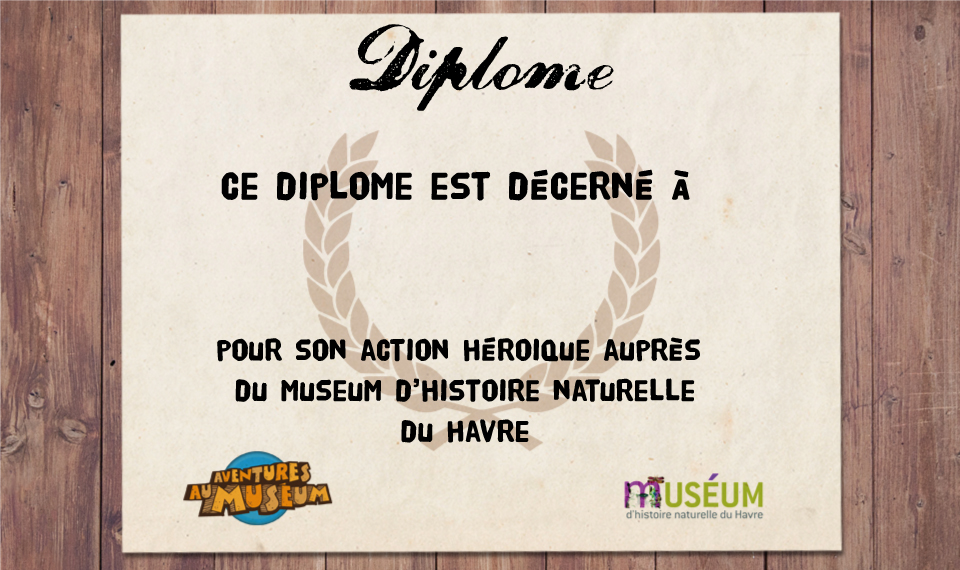 Diplome
CE DIPLOME EST DÉCERNÉ À
POUR SON ACTION HÉROIQUE AUPRÈS
DU MUSEUM D'HISTOIRE NATURELLE
DU HAVRE
AVENTURES
AU MUSÉUM
MUSÉUM
d'histoire naturelle du Havre